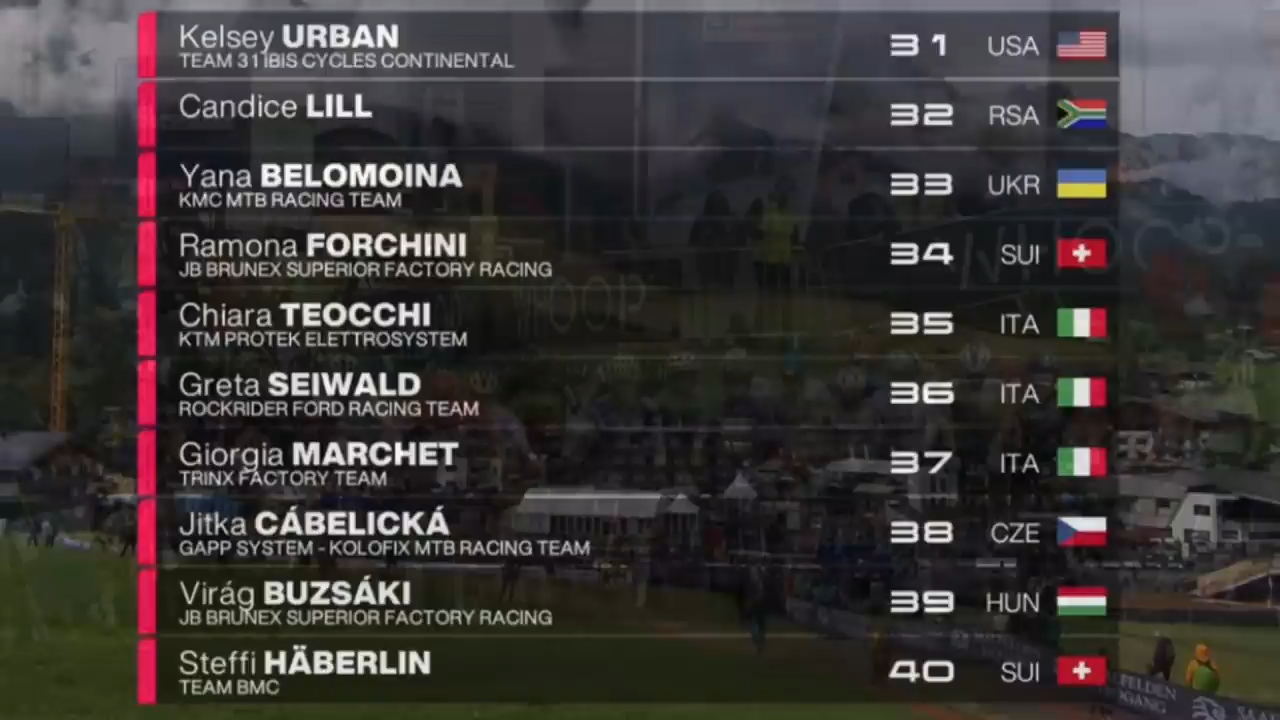 Kelsey URBAN 31 USA
TEAM 31 IBIS CYCLES CONTINENTAL
Candice LILL 32 RSA
Yana BELOMOINA 33 UKR
KMC MTB RACING TEAM
Ramona FORCHINI 34 SUI
JB BRUNEX SUPERIOR FACTORY RACING
Chiara TEOCCHI 35 ITA
KTM PROTEK ELETTROSYSTEM
Greta SEIWALD 36 ITA
ROCKRIDER FORD RACING TEAM
Giorgia MARCHET 37 ITA
TRINX FACTORY TEAM
Jitka CÁBELICKÁ 38 CZE
GAPP SYSTEM - KOLOFIX MTB RACING TEAM
Virág BUZSÁKI 39 HUN
JB BRUNEX SUPERIOR FACTORY RACING
Steffi HÄBERLIN 40 SUI
TEAM BMC